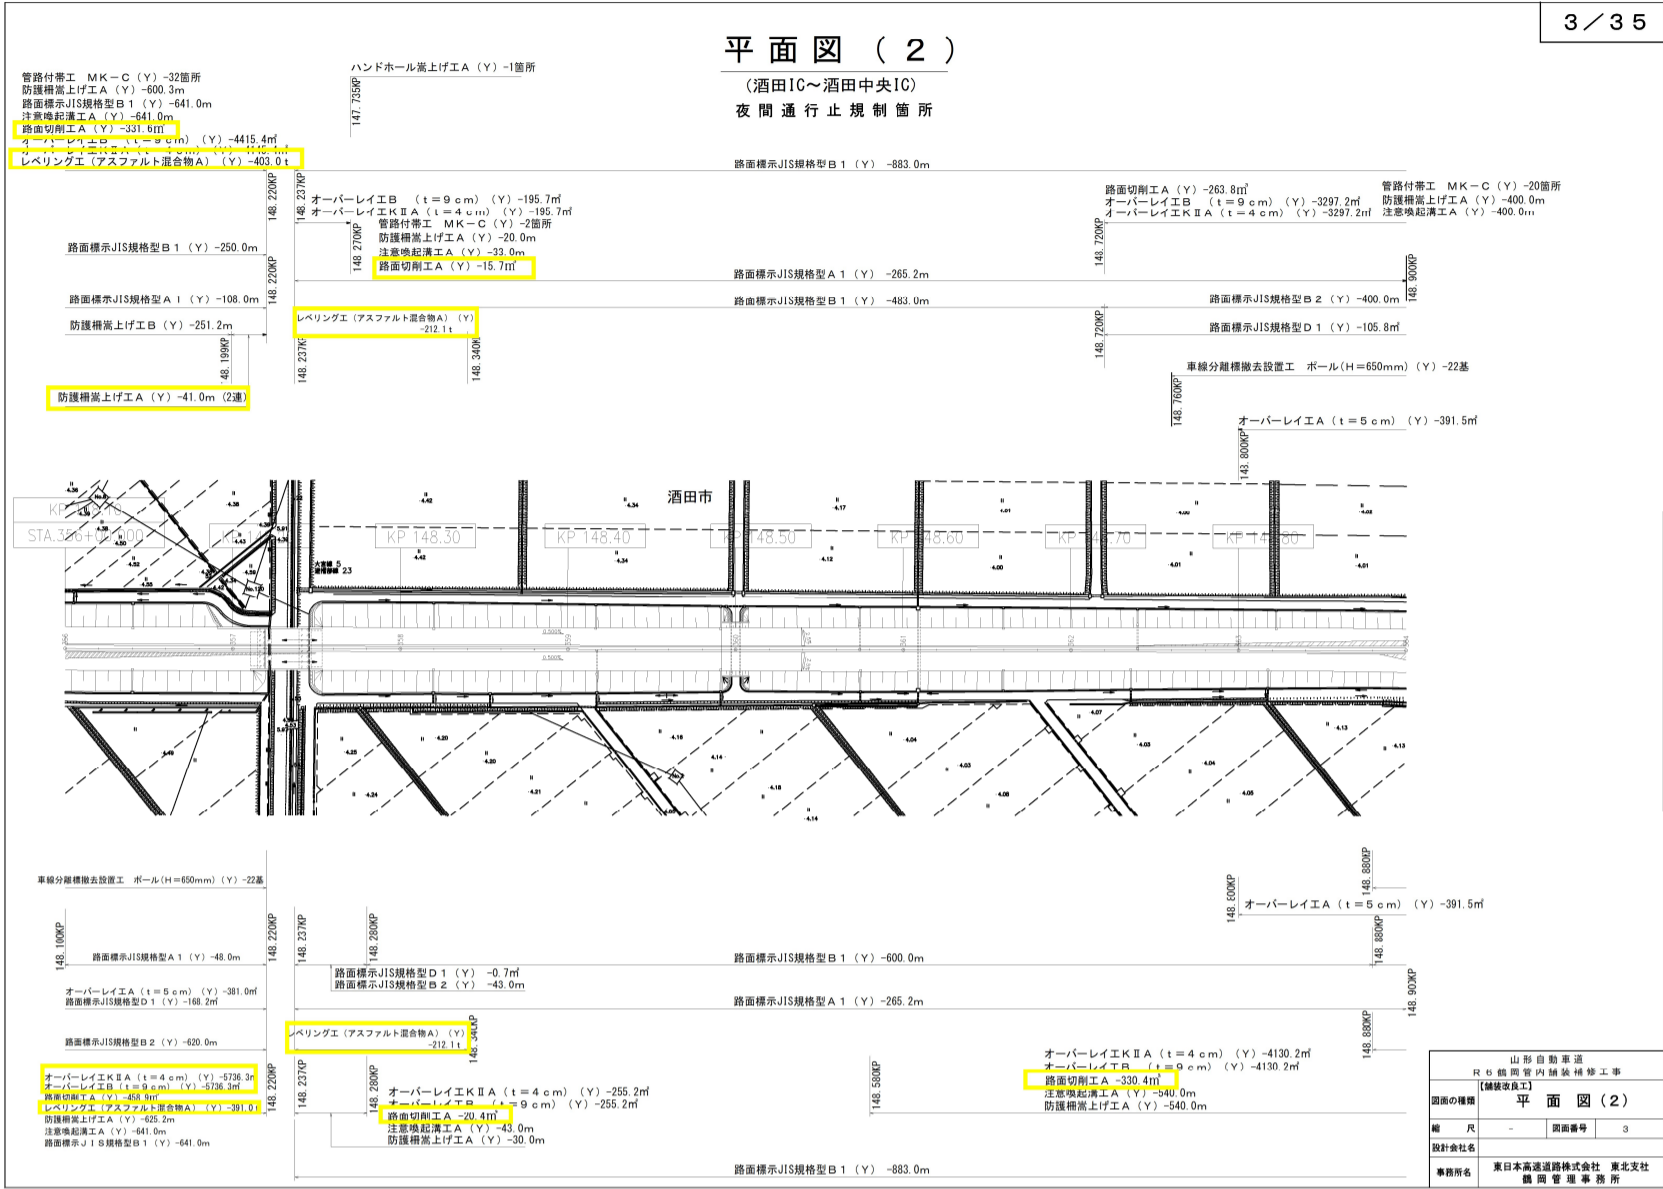 3/35
平面図（2）
(酒田IC～酒田中央IC)
夜間通行止規制箇所
管路付帯工　MK－C（Y）-32箇所
防護柵嵩上げ工A（Y）-600.3m
路面標示JIS規格型B1（Y）-641.0m
注意喚起溝工A（Y）-641.0m
路面切削工A（Y）-331.6㎡
オーバーレイ工B　（t＝9cm）（Y）-4415.4㎡
レベリング工（アスファルト混合物A）（Y）-403.0t
ハンドホール嵩上げ工A（Y）-1箇所
147.735KP
路面標示JIS規格型B1（Y）-883.0m
148.220KP
148.237KP
オーバーレイ工B　（t＝9cm）（Y）-195.7㎡
オーバーレイ工KⅡA（t＝4cm）（Y）-195.7㎡
管路付帯工　MK－C（Y）-2箇所
防護柵嵩上げ工A（Y）-20.0m
注意喚起溝工A（Y）-33.0m
路面切削工A（Y）-15.7㎡
148.270KP
路面切削工A（Y）-263.8㎡
オーバーレイ工B　（t＝9cm）（Y）-3297.2㎡
オーバーレイ工KⅡA（t＝4cm）（Y）-3297.2㎡
管路付帯工　MK－C（Y）-20箇所
防護柵嵩上げ工A（Y）-400.0m
注意喚起溝工A（Y）-400.0m
148.720KP
路面標示JIS規格型B1（Y）-250.0m
148.220KP
路面標示JIS規格型A1（Y）-265.2m
148.900KP
路面標示JIS規格型A1（Y）-108.0m
路面標示JIS規格型B1（Y）-483.0m
路面標示JIS規格型B2（Y）-400.0m
防護柵嵩上げ工B（Y）-251.2m
レベリング工（アスファルト混合物A）（Y）
-212.1t
148.720KP
路面標示JIS規格型D1（Y）-105.8m
148.199KP
148.237KP
148.340KP
車線分離標撤去設置工　ポール(H＝650mm)（Y）-22基
防護柵嵩上げ工A（Y）-41.0m（2連）
148.760KP
オーバーレイ工A（t＝5cm）（Y）-391.5㎡
148.800KP
酒田市
STA.356+00.000
KP 148.30
KP 148.40
KP 148.50
KP 148.60
車線分離標撤去設置工　ポール(H＝650mm)（Y）-22基
148.880KP
148.800KP
オーバーレイ工A（t＝5cm）（Y）-391.5㎡
148.100KP
148.220KP
148.237KP
148.280KP
148.880KP
路面標示JIS規格型A1（Y）-48.0m
路面標示JIS規格型B1（Y）-600.0m
路面標示JIS規格型D1（Y）-0.7㎡
路面標示JIS規格型B2（Y）-43.0m
オーバーレイ工A（t＝5cm）（Y）-381.0㎡
路面標示JIS規格型D1（Y）-168.2㎡
路面標示JIS規格型A1（Y）-265.2m
148.900KP
レベリング工（アスファルト混合物A）（Y）
-212.1t
148.340KP
148.880KP
路面標示JIS規格型B2（Y）-620.0m
オーバーレイ工KⅡA（t＝4cm）（Y）-5736.3㎡
オーバーレイ工B（t＝9cm）（Y）-5736.3㎡
路面切削工A（Y）-458.9㎡
レベリング工（アスファルト混合物A）（Y）-391.0t
防護柵嵩上げ工A（Y）-625.2m
注意喚起溝工A（Y）-641.0m
路面標示JIS規格型B1（Y）-641.0m
148.220KP
148.237KP
148.280KP
オーバーレイ工KⅡA（t＝4cm）（Y）-255.2㎡
オーバーレイ工B　（t＝9cm）（Y）-255.2㎡
路面切削工A -20.4㎡
注意喚起溝工A（Y）-43.0m
防護柵嵩上げ工A（Y）-30.0m
148.580KP
オーバーレイ工KⅡA（t＝4cm）（Y）-4130.2㎡
オーバーレイ工B　（t＝9cm）（Y）-4130.2㎡
路面切削工A -330.4㎡
注意喚起溝工A（Y）-540.0m
防護柵嵩上げ工A（Y）-540.0m
路面標示JIS規格型B1（Y）-883.0m
山形自動車道
R6鶴岡管内舗装補修工事
図面の種類
【舗装改良工】
平面図(2)
縮尺
-
図面番号
3
設計会社名
事務所名
東日本高速道路株式会社　東北支社
鶴岡管理事務所